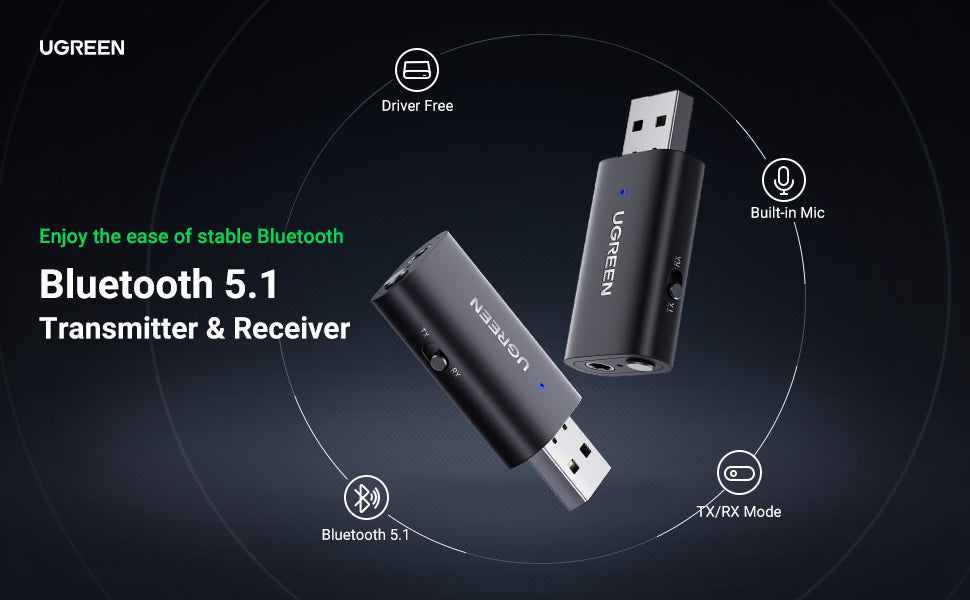 UGREEN
Driver Free
Built-in Mic
Enjoy the ease of stable Bluetooth
Bluetooth 5.1
Transmitter & Receiver
UGREEN
RX
TX
UGREEN
TX
RX
TX/RX Mode
Bluetooth 5.1